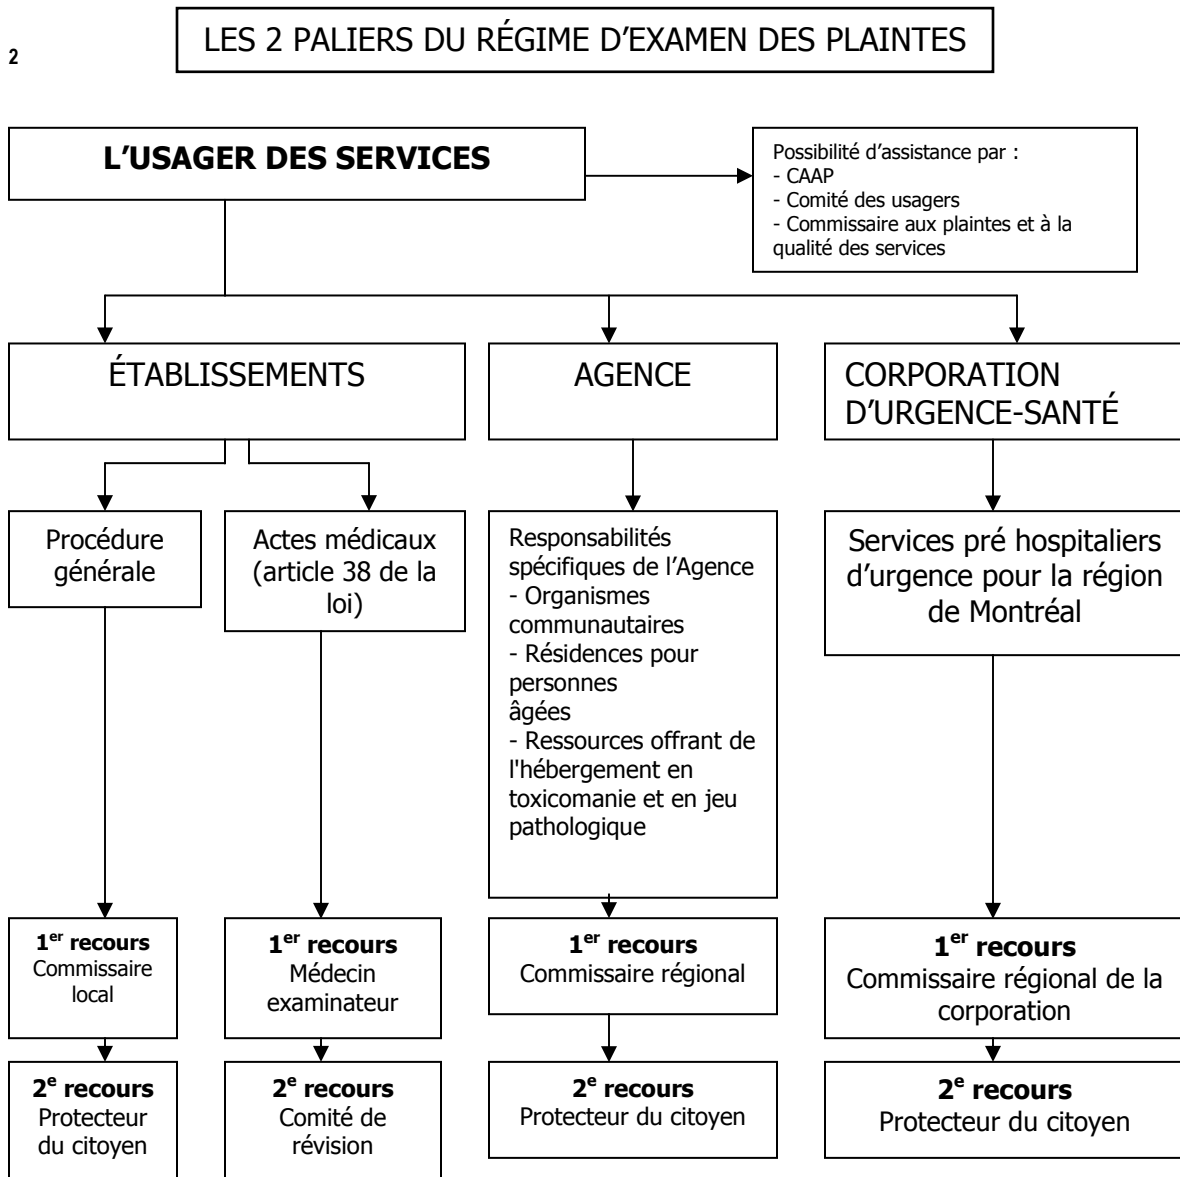 LES 2 PALIERS DU RÉGIME D'EXAMEN DES PLAINTES
2
L'USAGER DES SERVICES
Possibilité d'assistance par :
- CAAP
- Comité des usagers
- Commissaire aux plaintes et à la
qualité des services
ÉTABLISSEMENTS
AGENCE
CORPORATION
D'URGENCE-SANTÉ
Procédure
générale
Actes médicaux
(article 38 de la
loi)
Responsabilités
spécifiques de l'Agence
- Organismes
communautaires
- Résidences pour
personnes
âgées
- Ressources offrant de
l'hébergement en
toxicomanie et en jeu
pathologique
Services pré hospitaliers
d'urgence pour la région
de Montréal
1er recours
Commissaire
local
1er recours
Médecin
examinateur
1er recours
Commissaire régional
1er recours
Commissaire régional de la
corporation
2e recours
Protecteur
du citoyen
2e recours
Comité de
révision
2e recours
Protecteur du citoyen
2e recours
Protecteur du citoyen